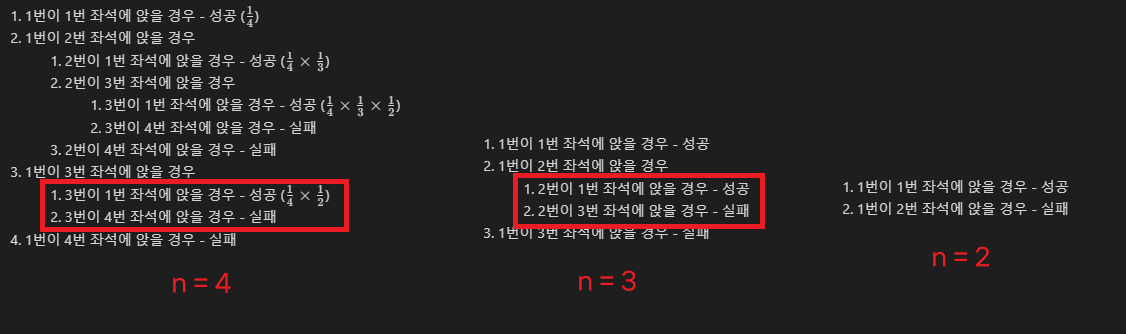 1. 1번이 1번 좌석에 앉을 경우 - 성공 (1/4)
2. 1번이 2번 좌석에 앉을 경우
1. 2번이 1번 좌석에 앉을 경우 - 성공 (1/4 × 1/3)
2. 2번이 3번 좌석에 앉을 경우
1. 3번이 1번 좌석에 앉을 경우 - 성공 (1/4 × 1/3 × 1/2)
2. 3번이 4번 좌석에 앉을 경우 - 실패
3. 2번이 4번 좌석에 앉을 경우 - 실패
3. 1번이 3번 좌석에 앉을 경우
1. 3번이 1번 좌석에 앉을 경우 - 성공 (1/4 × 1/2)
2. 3번이 4번 좌석에 앉을 경우 - 실패
4. 1번이 4번 좌석에 앉을 경우 - 실패
n = 4
1. 1번이 1번 좌석에 앉을 경우 - 성공
2. 1번이 2번 좌석에 앉을 경우
1. 2번이 1번 좌석에 앉을 경우 - 성공
2. 2번이 3번 좌석에 앉을 경우 - 실패
3. 1번이 3번 좌석에 앉을 경우 - 실패
n = 3
1. 1번이 1번 좌석에 앉을 경우 - 성공
2. 1번이 2번 좌석에 앉을 경우 - 실패
n = 2